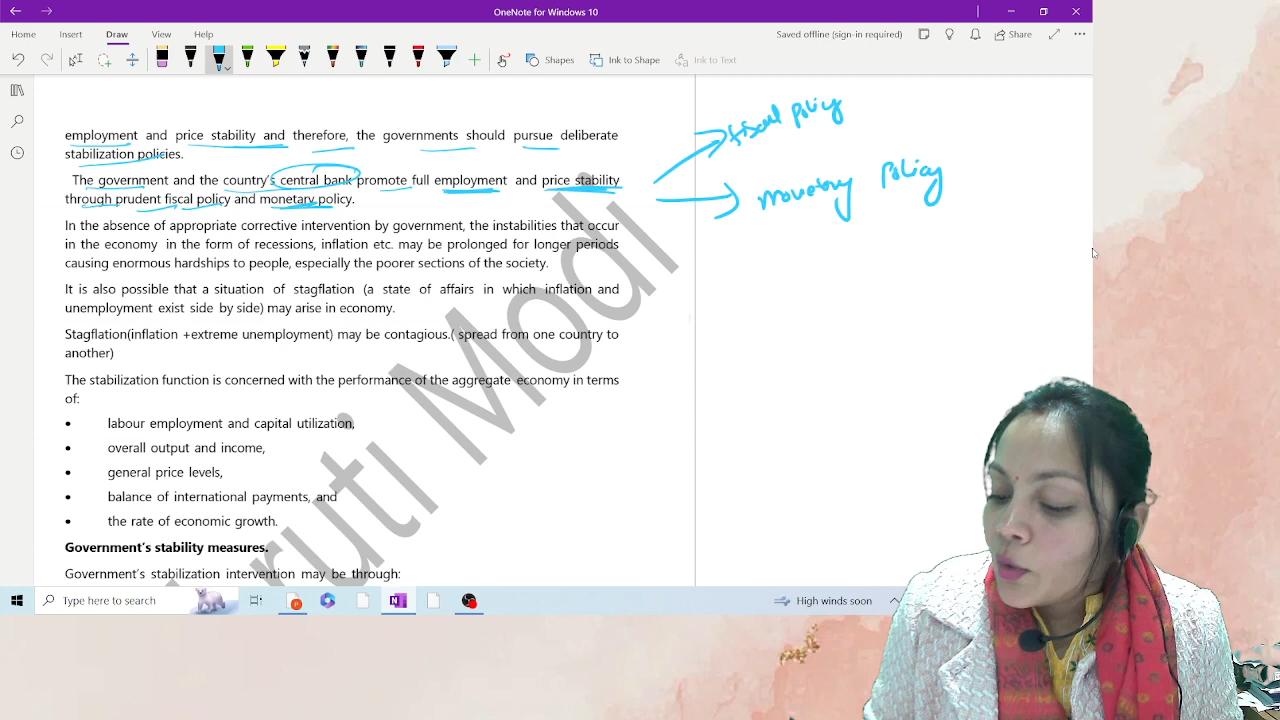 OneNote for Windows 10
Home Insert Draw View Help Saved offline (sign-in required) Share
Shapes Ink to Shape Ink to Text
employment and price stability and therefore, the governments should pursue deliberate
stabilization policies.
The government and the country's central bank promote full employment and price stability
through prudent fiscal policy and monetary policy.
fiscal policy
monetary policy
In the absence of appropriate corrective intervention by government, the instabilities that occur
in the economy in the form of recessions, inflation etc. may be prolonged for longer periods
causing enormous hardships to people, especially the poorer sections of the society.
It is also possible that a situation of stagflation (a state of affairs in which inflation and
unemployment exist side by side) may arise in economy.
Stagflation(inflation +extreme unemployment) may be contagious.( spread from one country to
another)
The stabilization function is concerned with the performance of the aggregate economy in terms
of:
• labour employment and capital utilization,
• overall output and income,
• general price levels,
• balance of international payments, and
• the rate of economic growth.
Government's stability measures.
Government's stabilization intervention may be through:
ruti Modi
Type here to search High winds soon